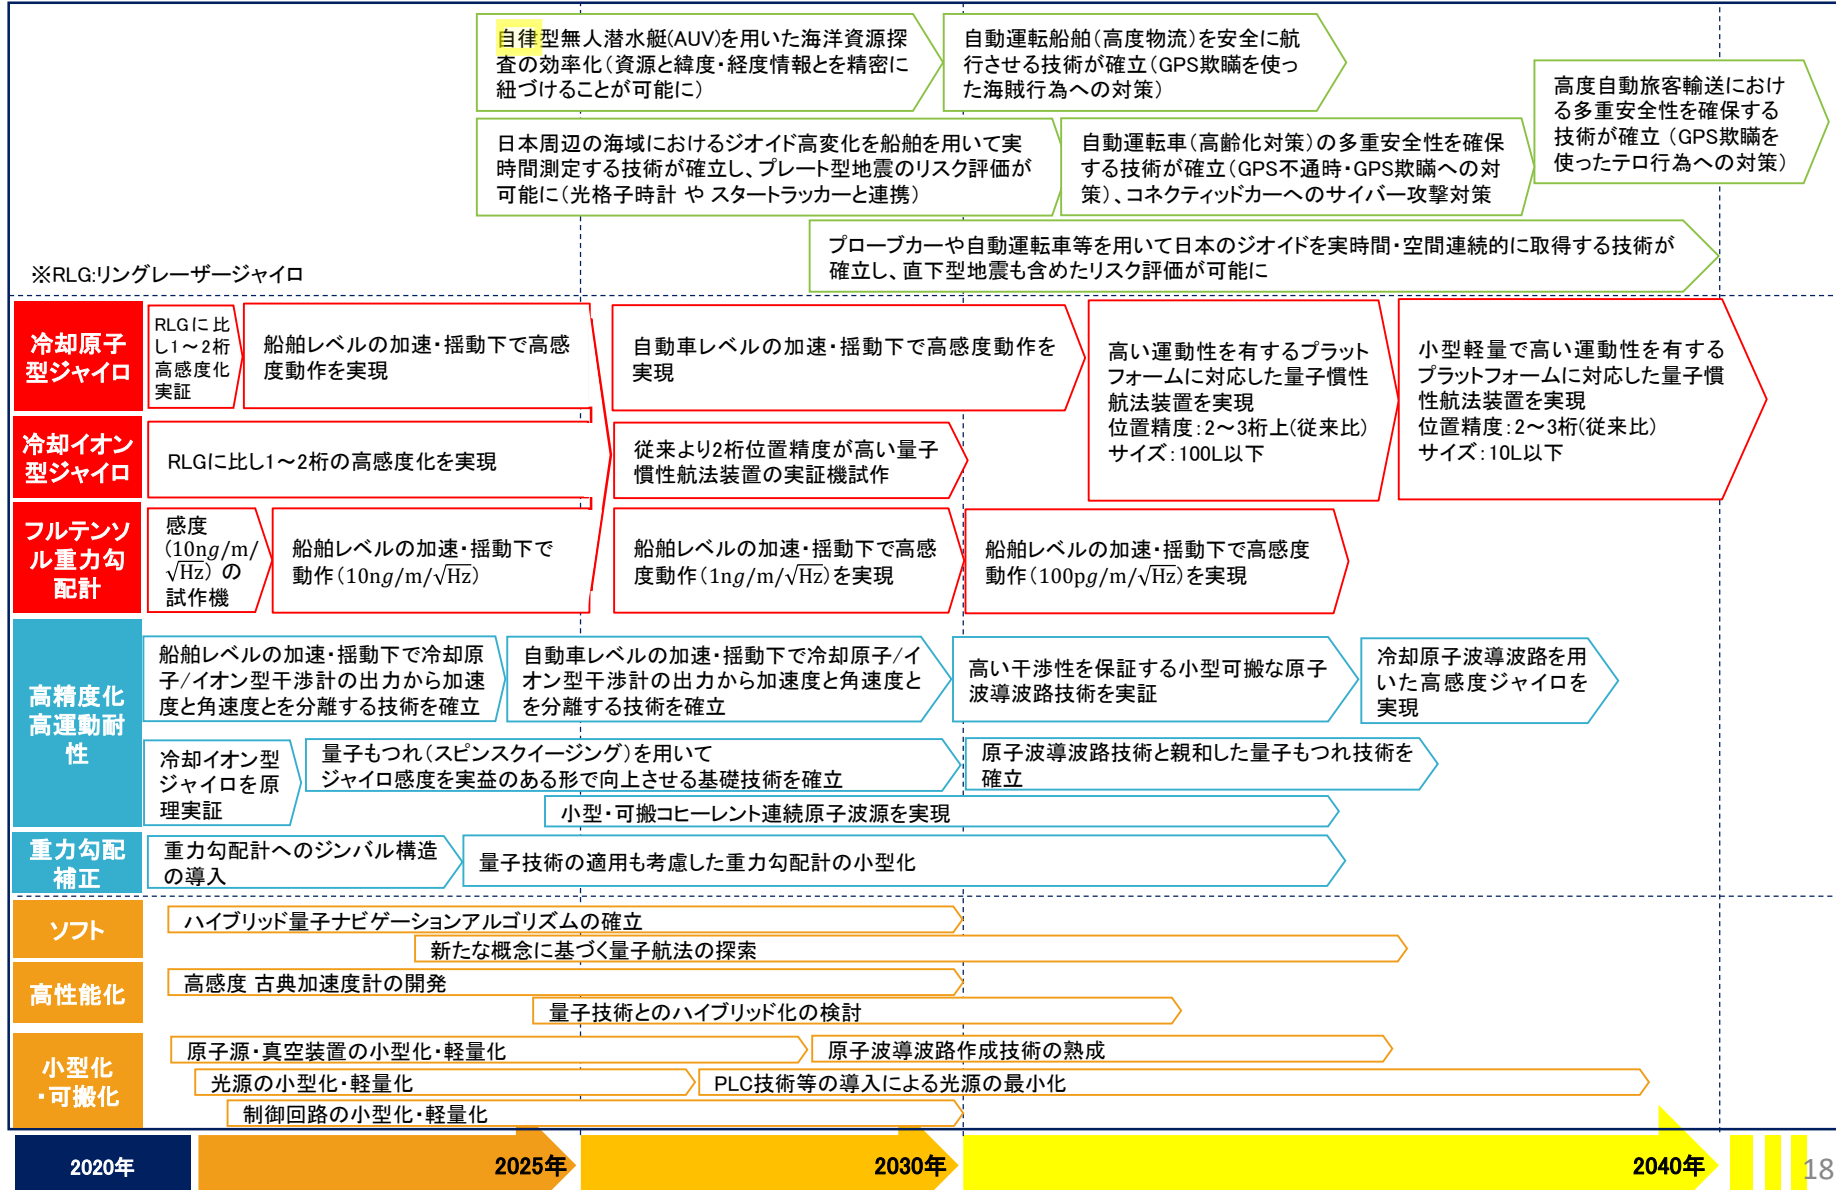 自律型無人潜水艇(AUV)を用いた海洋資源探
査の効率化(資源と緯度・経度情報とを精密に
紐づけることが可能に)
自動運転船舶(高度物流)を安全に航
行させる技術が確立(GPS欺瞞を使っ
た海賊行為への対策)
高度自動旅客輸送におけ
る多重安全性を確保する
技術が確立 (GPS欺瞞を
使ったテロ行為への対策)
日本周辺の海域におけるジオイド高変化を船舶を用いて実
時間測定する技術が確立し、プレート型地震のリスク評価が
可能に(光格子時計 や スタートラッカーと連携)
自動運転車(高齢化対策)の多重安全性を確保
する技術が確立(GPS不通時・GPS欺瞞への対
策)、コネクティッドカーへのサイバー攻撃対策
プローブカーや自動運転車等を用いて日本のジオイドを実時間・空間連続的に取得する技術が
確立し、直下型地震も含めたリスク評価が可能に
※RLG:リングレーザージャイロ
冷却原子
型ジャイロ
RLGに比
し1～2桁
高感度化
実証
船舶レベルの加速・揺動下で高感
度動作を実現
自動車レベルの加速・揺動下で高感度動作を
実現
高い運動性を有するプラット
フォームに対応した量子慣性
航法装置を実現
位置精度:2～3桁上(従来比)
サイズ:100L以下
小型軽量で高い運動性を有する
プラットフォームに対応した量子慣
性航法装置を実現
位置精度:2～3桁(従来比)
サイズ:10L以下
冷却イオン
型ジャイロ
RLGに比し1～2桁の高感度化を実現
従来より2桁位置精度が高い量子
慣性航法装置の実証機試作
フルテンソ
ル重力勾
配計
感度
(10ng/m/
√Hz) の
試作機
船舶レベルの加速・揺動下で
動作(10ng/m/√Hz)
船舶レベルの加速・揺動下で高感
度動作(1ng/m/√Hz)を実現
船舶レベルの加速・揺動下で高感度
動作(100pg/m/√Hz)を実現
高精度化
高運動耐
性
船舶レベルの加速・揺動下で冷却原
子/イオン型干渉計の出力から加速
度と角速度とを分離する技術を確立
自動車レベルの加速・揺動下で冷却原子/イ
オン型干渉計の出力から加速度と角速度と
を分離する技術を確立
高い干渉性を保証する小型可搬な原子
波導波路技術を実証
冷却原子波導波路を用
いた高感度ジャイロを
実現
冷却イオン型
ジャイロを原
理実証
量子もつれ(スピンスクイージング)を用いて
ジャイロ感度を実益のある形で向上させる基礎技術を確立
原子波導波路技術と親和した量子もつれ技術を
確立
小型・可搬コヒーレント連続原子波源を実現
重力勾配
補正
重力勾配計へのジンバル構造
の導入
量子技術の適用も考慮した重力勾配計の小型化
ソフト
ハイブリッド量子ナビゲーションアルゴリズムの確立
新たな概念に基づく量子航法の探索
高性能化
高感度 古典加速度計の開発
量子技術とのハイブリッド化の検討
小型化
・可搬化
原子源・真空装置の小型化・軽量化
原子波導波路作成技術の熟成
光源の小型化・軽量化
PLC技術等の導入による光源の最小化
制御回路の小型化・軽量化
2020年
2025年
2030年
2040年
18